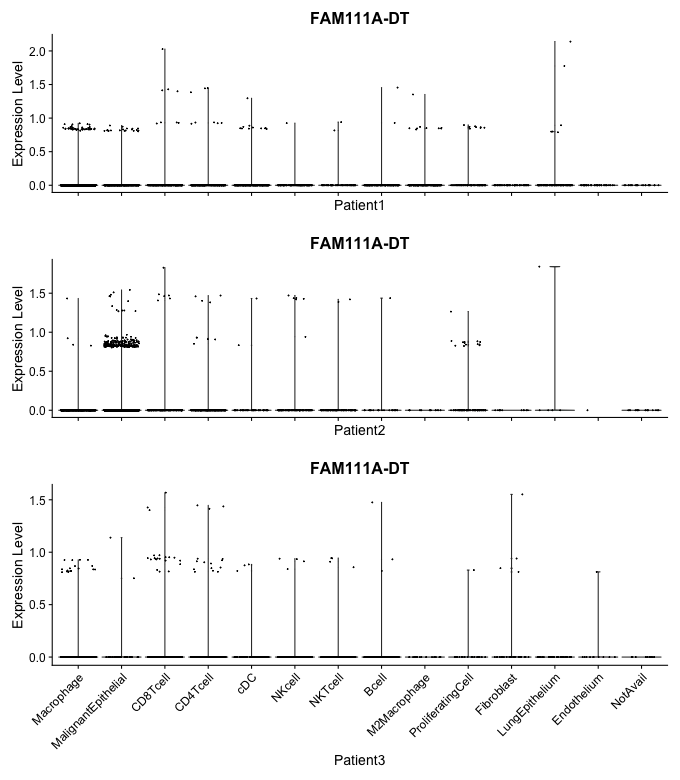 FAM111A-DT
Expression Level
2.0
1.5
1.0
0.5
0.0
Patient1
FAM111A-DT
Expression Level
1.5
1.0
0.5
0.0
Patient2
FAM111A-DT
Expression Level
1.5
1.0
0.5
0.0
Macrophage
MalignantEpithelial
CD8Tcell
CD4Tcell
cDC
NKcell
NKTcell
Bcell
M2Macrophage
ProliferatingCell
Fibroblast
LungEpithelium
Endothelium
NotAvail
Patient3